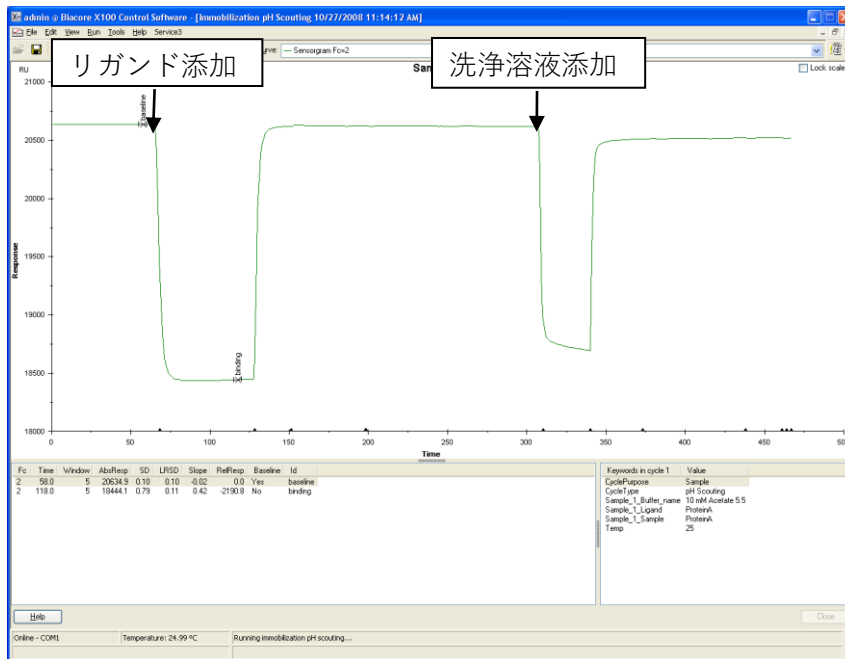 admin @ Biacore X100 Control Software - [Immobilization pH Scouting 10/27/2008 11:14:12 AM]
File Edit View Run Tools Help Service3
Sensorgram Fc=2
リガンド添加
洗浄溶液添加
Lock scale
RU
21000
20500
20000
19500
19000
18500
18000
Response
baseline
binding
0 50 100 150 200 250 300 350 400 450
Time
Fc Time Window AbsResp SD LRSD Slope RelResp Baseline Id
2 58.0 5 20634.9 0.10 0.10 -0.02 0.0 Yes baseline
2 118.0 5 18444.1 0.79 0.11 0.42 -2190.8 No binding
Keywords in cycle 1 Value
CyclePurpose Sample
CycleType pH Scouting
Sample_1_Buffer_name 10 mM Acetate 5.5
Sample_1_Ligand ProteinA
Sample_1_Sample ProteinA
Temp 25
Help
Close
Online - COM1 Temperature: 24.99 ºC Running immobilization pH scouting...